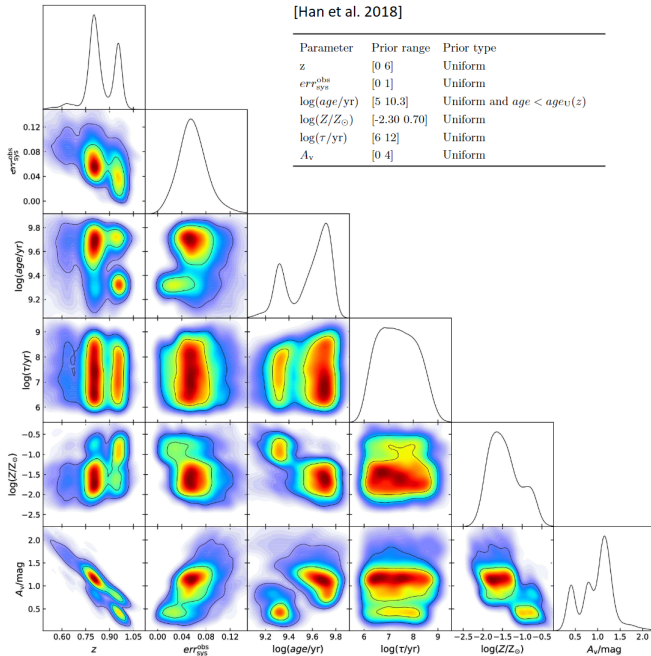 [Han et al. 2018]
Parameter Prior range Prior type
z [0 6] Uniform
err_sys^obs [0 1] Uniform
log(age/yr) [5 10.3] Uniform and age < age_U(z)
log(Z/Z⊙) [-2.30 0.70] Uniform
log(τ/yr) [6 12] Uniform
A_v [0 4] Uniform
err_sys^obs
0.12
0.08
0.04
0.00
log(age/yr)
9.8
9.6
9.4
9.2
log(τ/yr)
9
8
7
6
log(Z/Z⊙)
−0.5
−1.0
−1.5
−2.0
−2.5
A_v/mag
2.0
1.5
1.0
0.5
0.60 0.75 0.90 1.05
z
0.00 0.04 0.08 0.12
err_sys^obs
9.2 9.4 9.6 9.8
log(age/yr)
6 7 8 9
log(τ/yr)
−2.5 −2.0 −1.5 −1.0 −0.5
log(Z/Z⊙)
0.5 1.0 1.5 2.0
A_v/mag